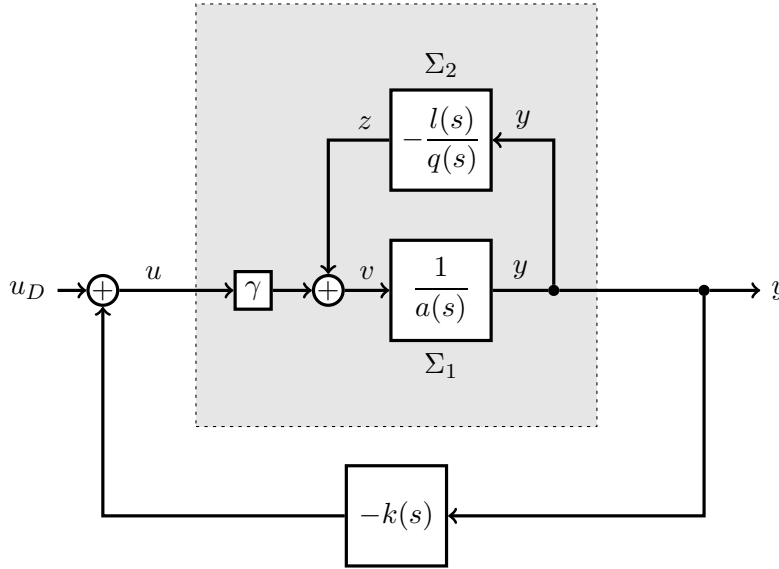 Σ₂
z
−l(s)/q(s)
y
u_D
+
u
γ
+
v
1/a(s)
y
y
Σ₁
−k(s)